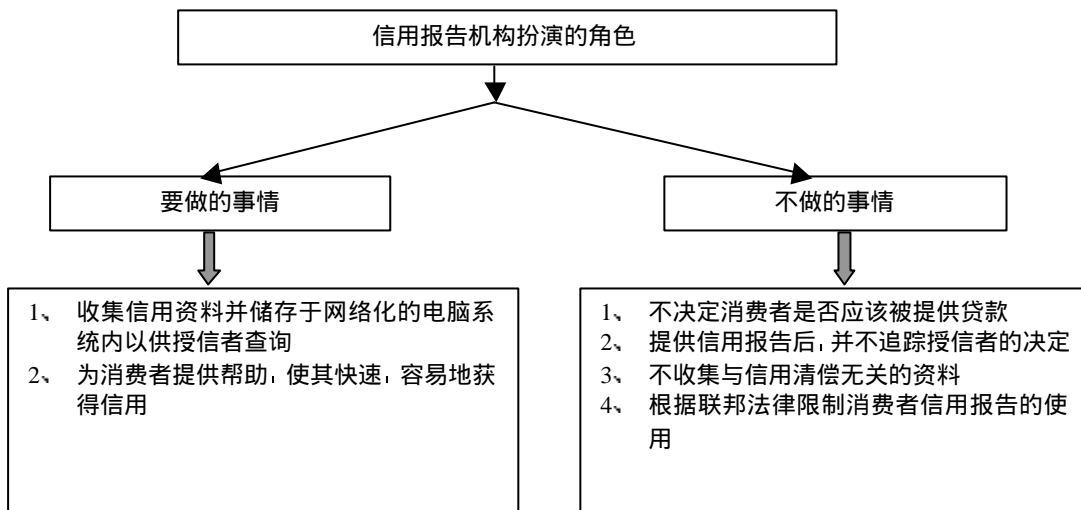 信用报告机构扮演的角色
要做的事情
不做的事情
1、 收集信用资料并储存于网络化的电脑系
统内以供授信者查询
2、 为消费者提供帮助，使其快速，容易地获
得信用
1、 不决定消费者是否应该被提供贷款
2、 提供信用报告后，并不追踪授信者的决定
3、 不收集与信用清偿无关的资料
4、 根据联邦法律限制消费者信用报告的使
用